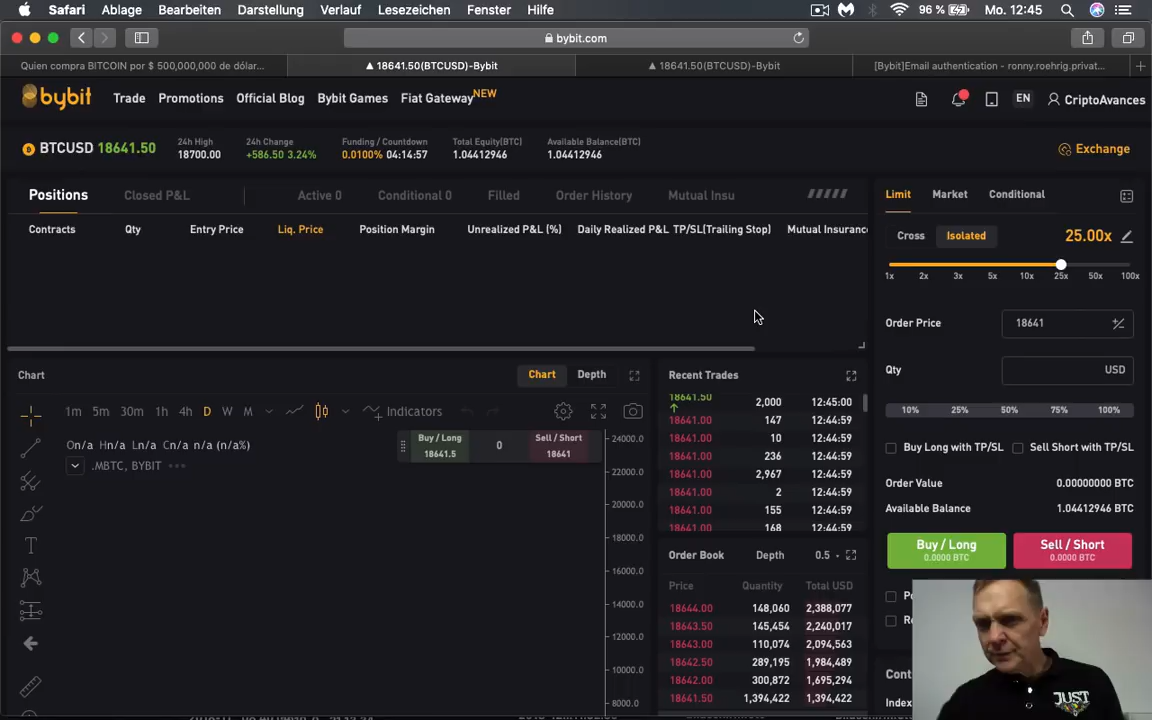 Safari Ablage Bearbeiten Darstellung Verlauf Lesezeichen Fenster Hilfe 96 % Mo. 12:45
bybit.com
Quien compra BITCOIN por $ 500,000,000 de dólar... ▲ 18641.50(BTCUSD)-Bybit ▲ 18641.50(BTCUSD)-Bybit [Bybit]Email authentication - ronny.roehrig.privat...
bybit Trade Promotions Official Blog Bybit Games Fiat Gateway NEW EN CriptoAvances
24h High 24h Change Funding / Countdown Total Equity(BTC) Available Balance(BTC)
BTCUSD 18641.50 18700.00 +586.50 3.24% 0.0100% 04:14:57 1.04412946 1.04412946 Exchange
Positions Closed P&L Active 0 Conditional 0 Filled Order History Mutual Insu
Limit Market Conditional
Contracts Qty Entry Price Liq. Price Position Margin Unrealized P&L (%) Daily Realized P&L TP/SL(Trailing Stop) Mutual Insurance
Cross Isolated 25.00x
1x 2x 3x 5x 10x 25x 50x 100x
Order Price 18641
Qty USD
10% 25% 50% 75% 100%
Buy Long with TP/SL Sell Short with TP/SL
Order Value 0.00000000 BTC
Available Balance 1.04412946 BTC
Buy / Long Sell / Short
0.0000 BTC 0.0000 BTC
Chart Chart Depth
1m 5m 30m 1h 4h D W M Indicators
On/a Hn/a Ln/a Cn/a n/a (n/a%)
.MBTC, BYBIT
Buy / Long 0 Sell / Short
18641.5 18641
24000.0
22000.0
20000.0
18000.0
16000.0
14000.0
12000.0
10000.0
8000.0
Recent Trades
18641.50 2,000 12:45:00
18641.00 147 12:44:59
18641.00 10 12:44:59
18641.00 236 12:44:59
18641.00 2,967 12:44:59
18641.00 2 12:44:59
18641.00 155 12:44:59
18641.00 168 12:44:59
Order Book Depth 0.5
Price Quantity Total USD
18644.00 148,060 2,388,077
18643.50 145,454 2,240,017
18643.00 110,074 2,094,563
18642.50 289,195 1,984,489
18642.00 300,872 1,695,294
18641.50 1,394,422 1,394,422
Index
JUST